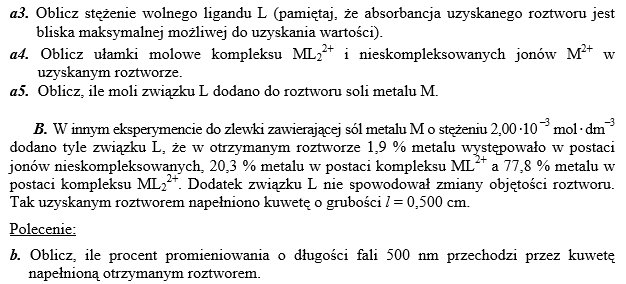 a3. Oblicz stężenie wolnego ligandu L (pamiętaj, że absorbancja uzyskanego roztworu jest
bliska maksymalnej możliwej do uzyskania wartości).
a4. Oblicz ułamki molowe kompleksu ML₂²⁺ i nieskompleksowanych jonów M²⁺ w
uzyskanym roztworze.
a5. Oblicz, ile moli związku L dodano do roztworu soli metalu M.
B. W innym eksperymencie do zlewki zawierającej sól metalu M o stężeniu 2,00·10⁻³ mol·dm⁻³
dodano tyle związku L, że w otrzymanym roztworze 1,9 % metalu występowało w postaci
jonów nieskompleksowanych, 20,3 % metalu w postaci kompleksu ML²⁺ a 77,8 % metalu w
postaci kompleksu ML₂²⁺. Dodatek związku L nie spowodował zmiany objętości roztworu.
Tak uzyskanym roztworem napełniono kuwetę o grubości l = 0,500 cm.
Polecenie:
b. Oblicz, ile procent promieniowania o długości fali 500 nm przechodzi przez kuwetę
napełnioną otrzymanym roztworem.